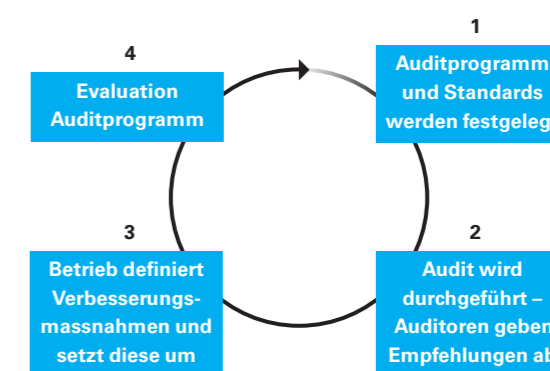 1
Auditprogramm
und Standards
werden festgeleg
2
Audit wird
durchgeführt –
Auditoren geben
Empfehlungen ab
3
Betrieb definiert
Verbesserungs-
massnahmen und
setzt diese um
4
Evaluation
Auditprogramm